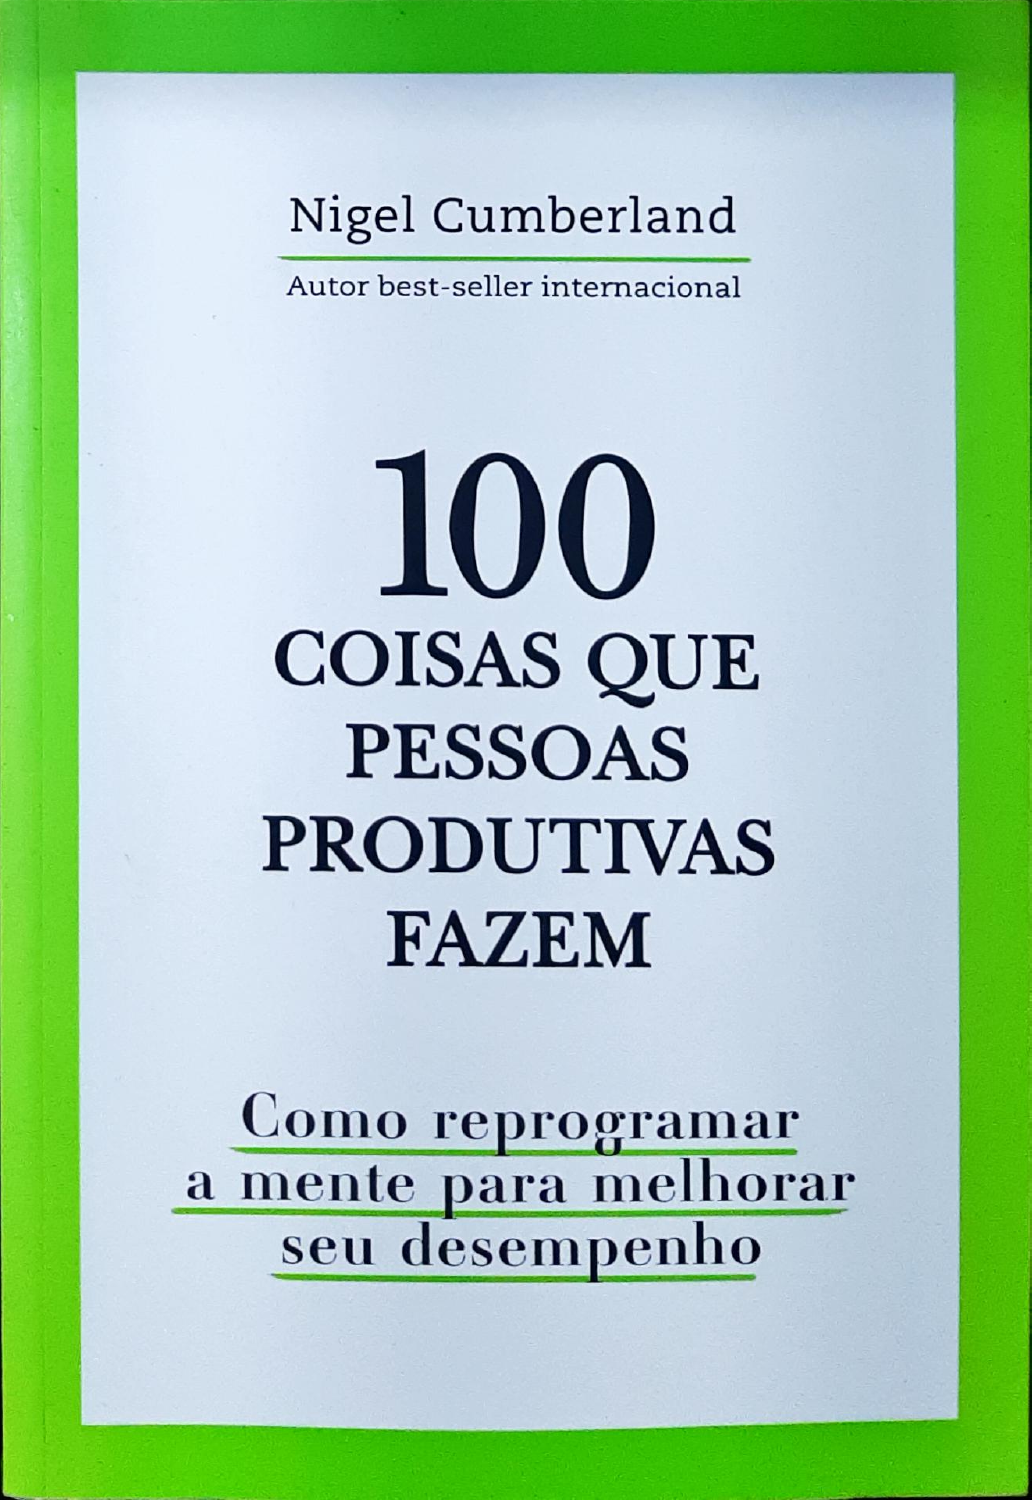 Nigel Cumberland
Autor best-seller internacional
100
COISAS QUE
PESSOAS
PRODUTIVAS
FAZEM
Como reprogramar
a mente para melhorar
seu desempenho